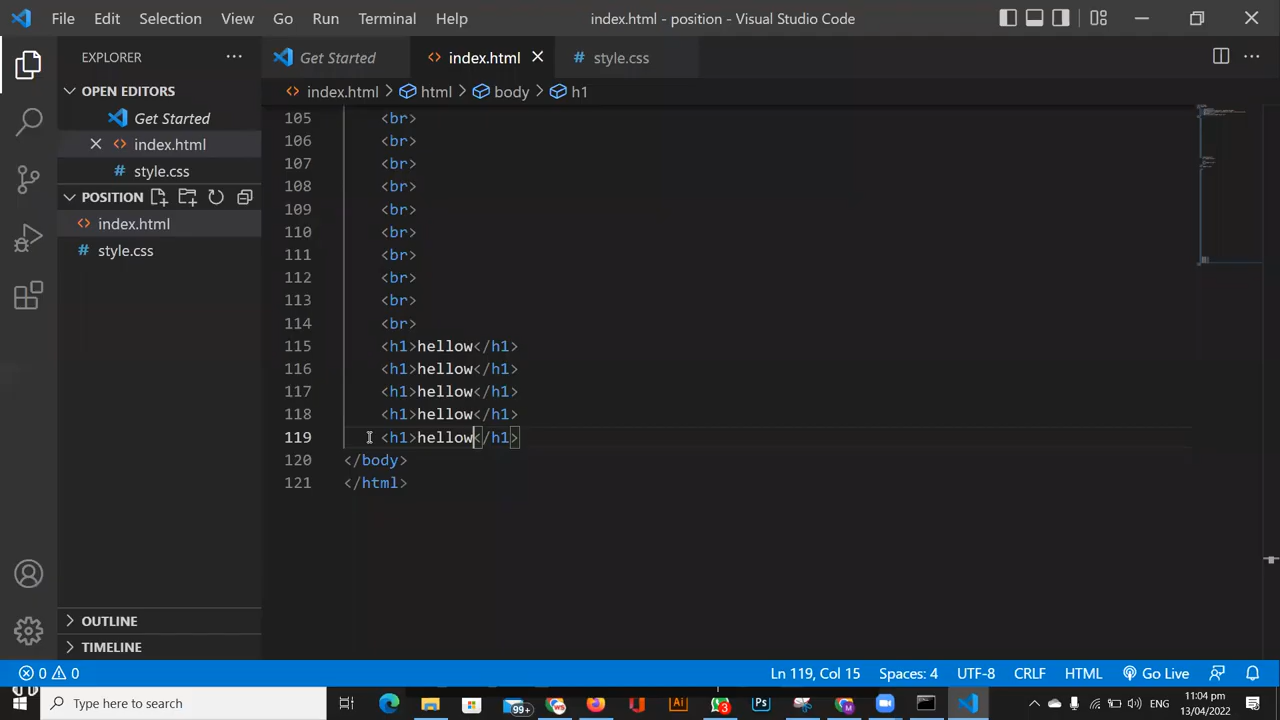 File Edit Selection View Go Run Terminal Help
index.html - position - Visual Studio Code
EXPLORER
Get Started
index.html
style.css
OPEN EDITORS
Get Started
index.html
style.css
POSITION
index.html
style.css
OUTLINE
TIMELINE
index.html > html > body > h1
105 <br>
106 <br>
107 <br>
108 <br>
109 <br>
110 <br>
111 <br>
112 <br>
113 <br>
114 <br>
115 <h1>hellow</h1>
116 <h1>hellow</h1>
117 <h1>hellow</h1>
118 <h1>hellow</h1>
119 <h1>hellow</h1>
120 </body>
121 </html>
0 0
Ln 119, Col 15 Spaces: 4 UTF-8 CRLF HTML Go Live
Type here to search
99+
3
ENG
11:04 pm
13/04/2022